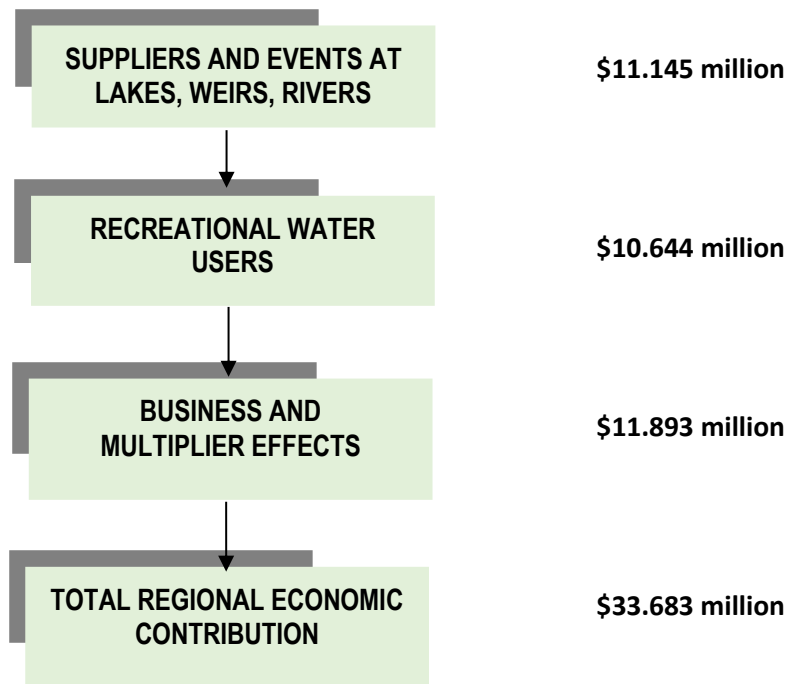 SUPPLIERS AND EVENTS AT
LAKES, WEIRS, RIVERS
$11.145 million
RECREATIONAL WATER
USERS
$10.644 million
BUSINESS AND
MULTIPLIER EFFECTS
$11.893 million
TOTAL REGIONAL ECONOMIC
CONTRIBUTION
$33.683 million